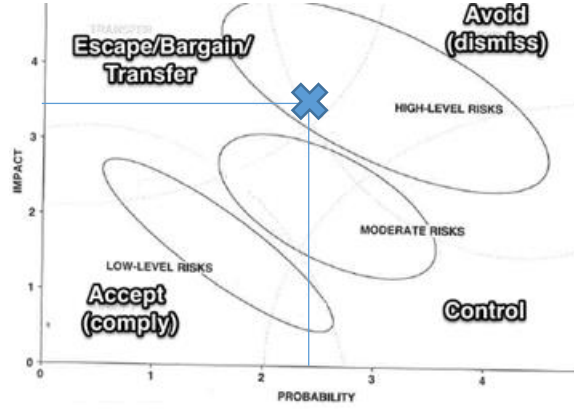 Avoid
(dismiss)
Escape/Bargain/
Transfer
TRANSFER
4
3
2
1
0
IMPACT
HIGH-LEVEL RISKS
MODERATE RISKS
LOW-LEVEL RISKS
Accept
(comply)
Control
0
1
2
3
4
PROBABILITY